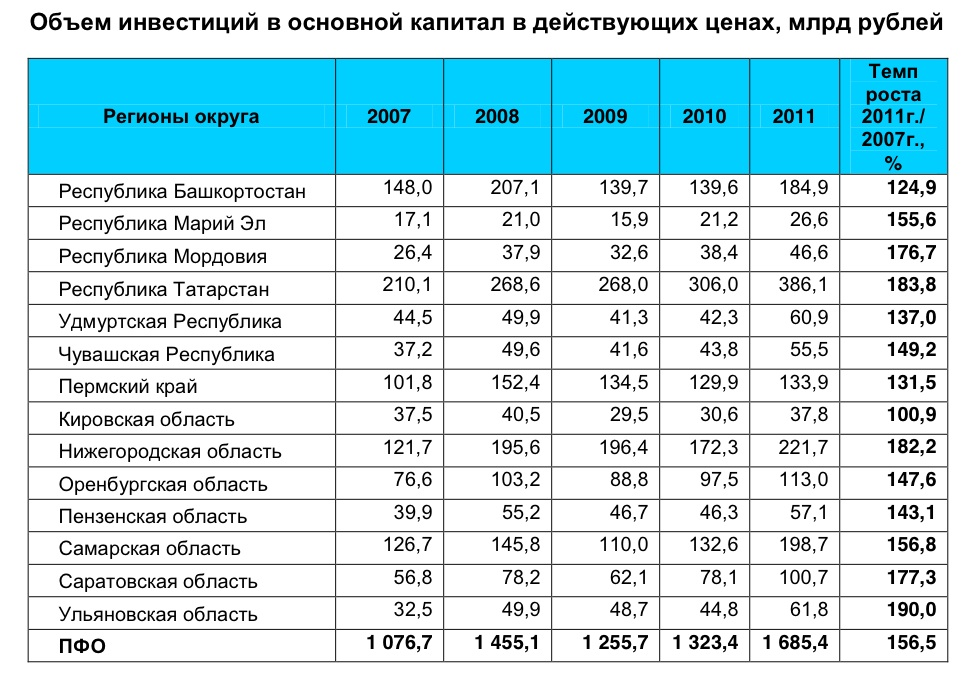 Объем инвестиций в основной капитал в действующих ценах, млрд рублей
Регионы округа 2007 2008 2009 2010 2011 Темп роста 2011г./ 2007г., %
Республика Башкортостан 148,0 207,1 139,7 139,6 184,9 124,9
Республика Марий Эл 17,1 21,0 15,9 21,2 26,6 155,6
Республика Мордовия 26,4 37,9 32,6 38,4 46,6 176,7
Республика Татарстан 210,1 268,6 268,0 306,0 386,1 183,8
Удмуртская Республика 44,5 49,9 41,3 42,3 60,9 137,0
Чувашская Республика 37,2 49,6 41,6 43,8 55,5 149,2
Пермский край 101,8 152,4 134,5 129,9 133,9 131,5
Кировская область 37,5 40,5 29,5 30,6 37,8 100,9
Нижегородская область 121,7 195,6 196,4 172,3 221,7 182,2
Оренбургская область 76,6 103,2 88,8 97,5 113,0 147,6
Пензенская область 39,9 55,2 46,7 46,3 57,1 143,1
Самарская область 126,7 145,8 110,0 132,6 198,7 156,8
Саратовская область 56,8 78,2 62,1 78,1 100,7 177,3
Ульяновская область 32,5 49,9 48,7 44,8 61,8 190,0
ПФО 1 076,7 1 455,1 1 255,7 1 323,4 1 685,4 156,5